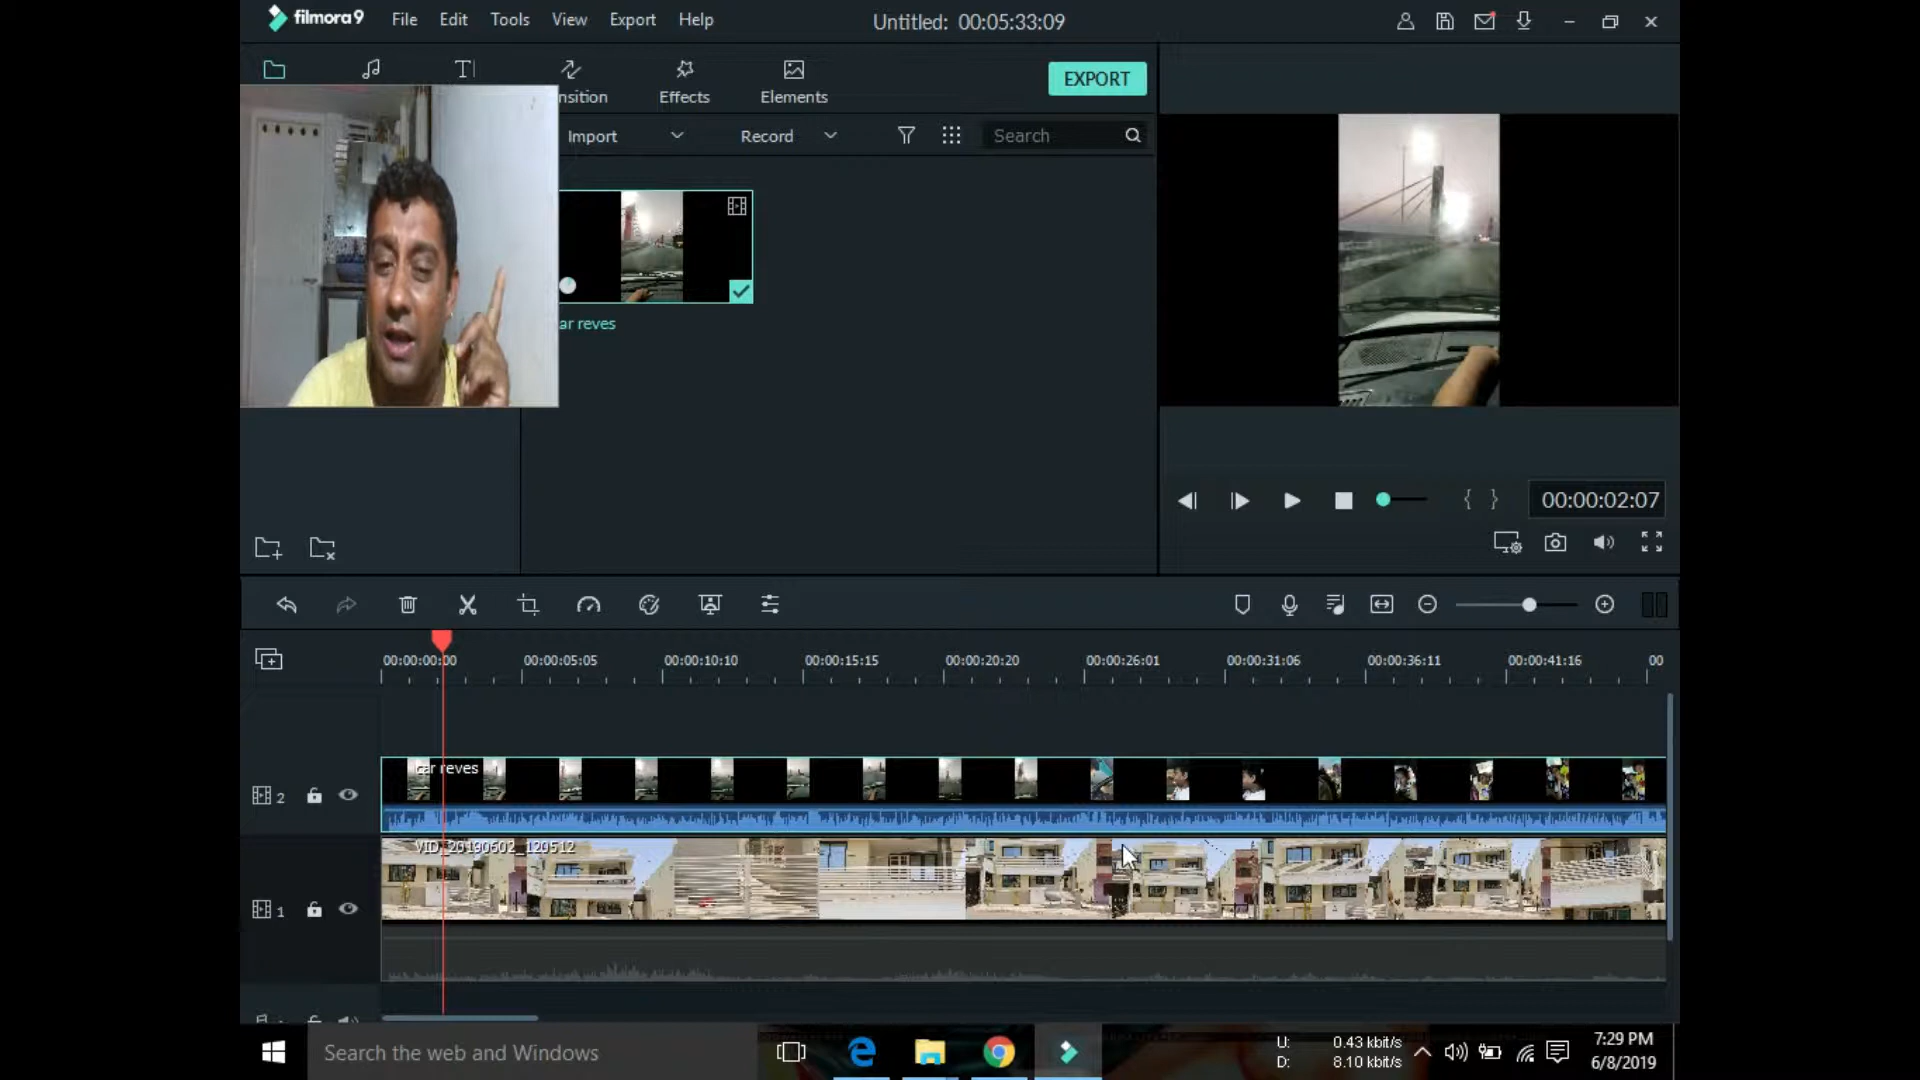 filmora9 File Edit Tools View Export Help Untitled: 00:05:33:09
nsition Effects Elements EXPORT
Import Record Search
ar reves
00:00:02:07
00:00:00:00 00:00:05:05 00:00:10:10 00:00:15:15 00:00:20:20 00:00:26:01 00:00:31:06 00:00:36:11 00:00:41:16 00
car reves
2
VID_20190602_129512
1
Search the web and Windows
U: 0.43 kbit/s
D: 8.10 kbit/s
7:29 PM
6/8/2019